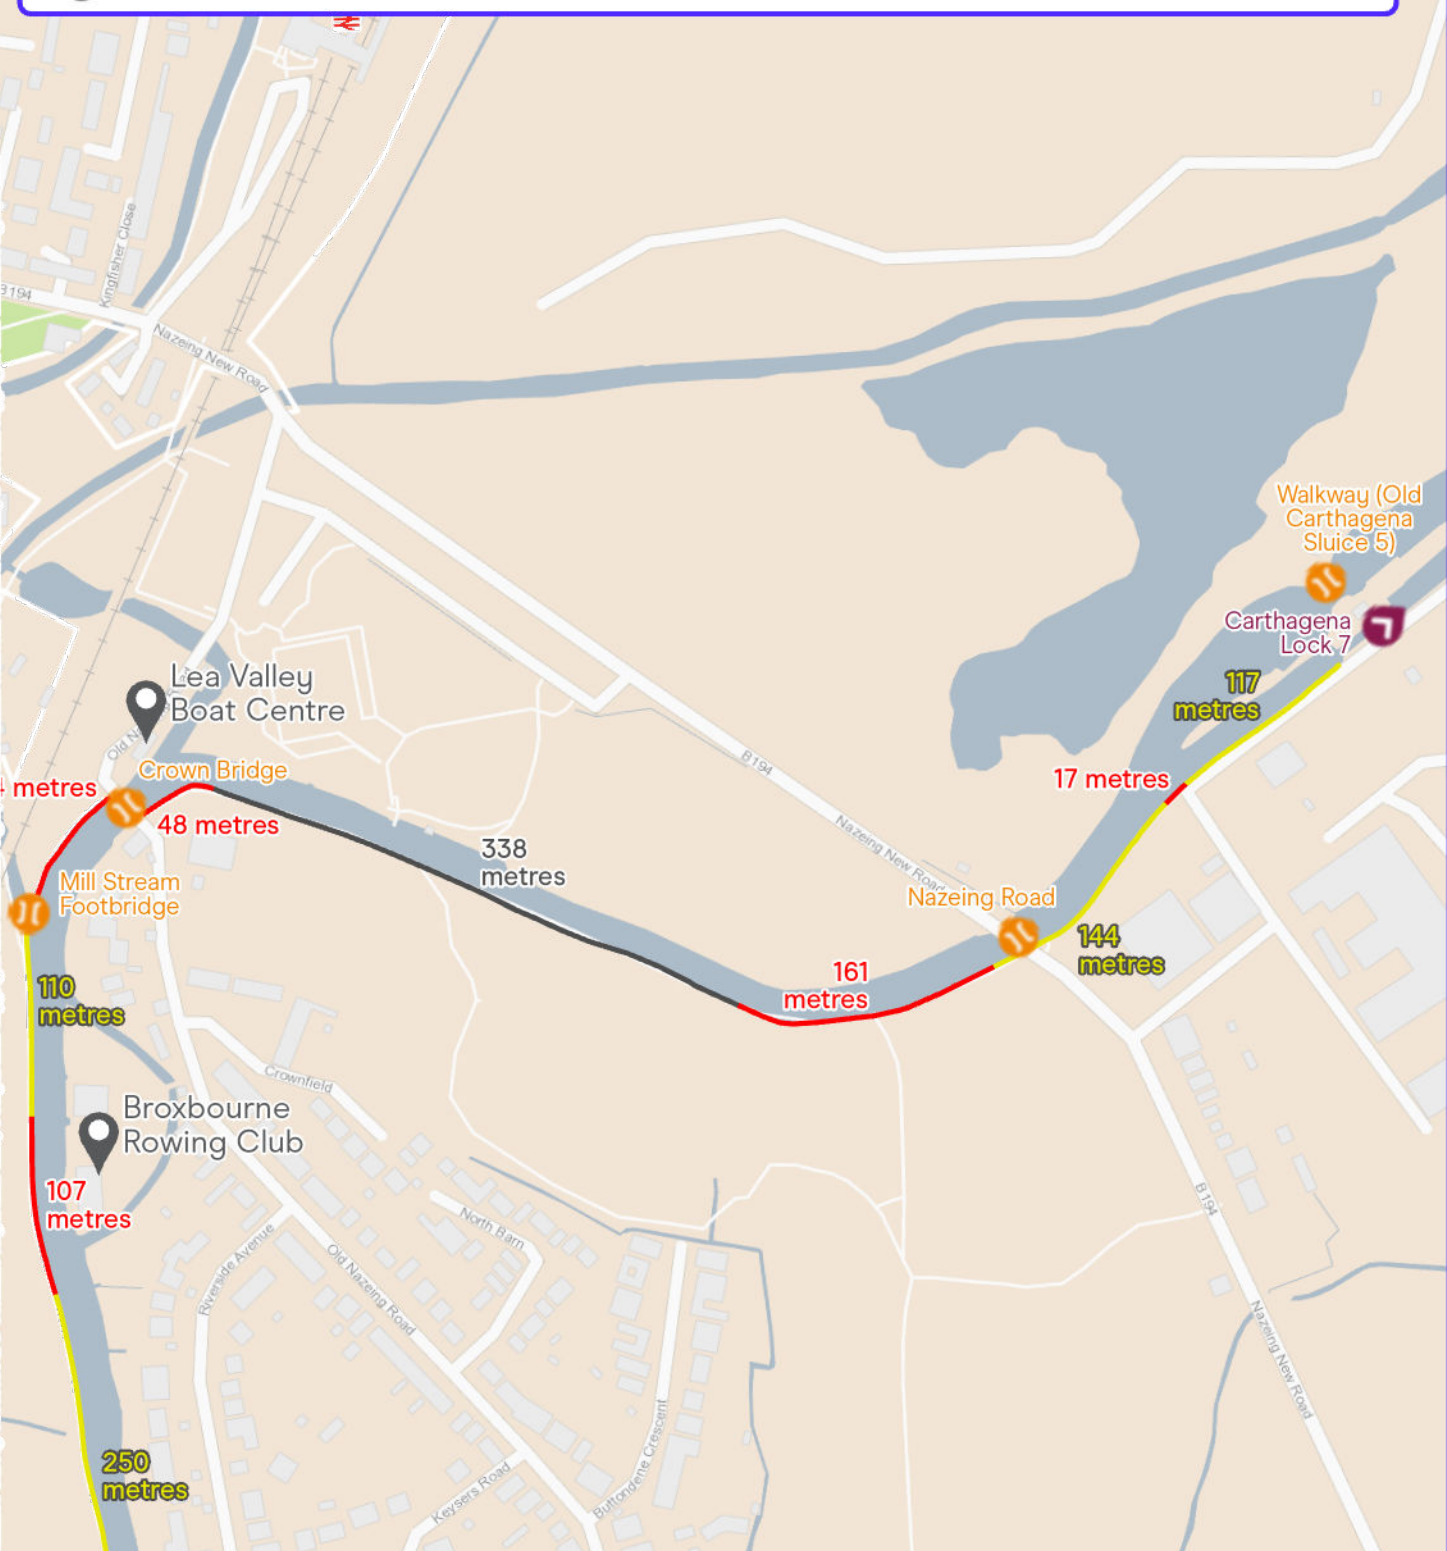 Kingfisher Close
B194
Nazeing New Road
Walkway (Old
Carthagena
Sluice 5)
Carthagena
Lock 7
Lea Valley
Boat Centre
117
metres
Crown Bridge
B194
17 metres
metres
48 metres
338
metres
Nazeing New Road
Mill Stream
Footbridge
Nazeing Road
144
metres
161
metres
110
metres
Crownfield
Broxbourne
Rowing Club
107
metres
B194
North Barn
Riverside Avenue
Old Nazeing Road
Nazeing New Road
250
metres
Keysers Road
Buttondene Crescent